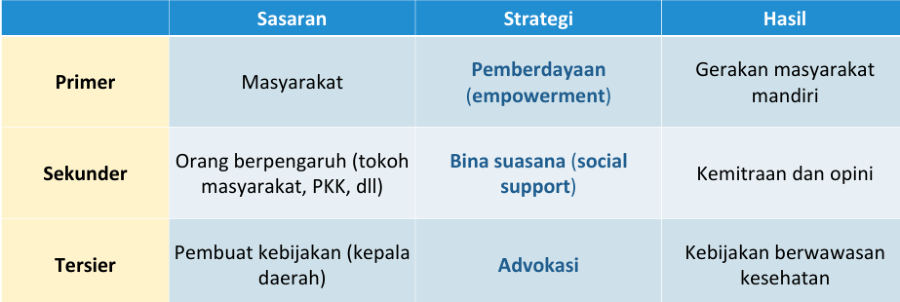 Sasaran Strategi Hasil
Primer Masyarakat Pemberdayaan (empowerment) Gerakan masyarakat mandiri
Sekunder Orang berpengaruh (tokoh masyarakat, PKK, dll) Bina suasana (social support) Kemitraan dan opini
Tersier Pembuat kebijakan (kepala daerah) Advokasi Kebijakan berwawasan kesehatan